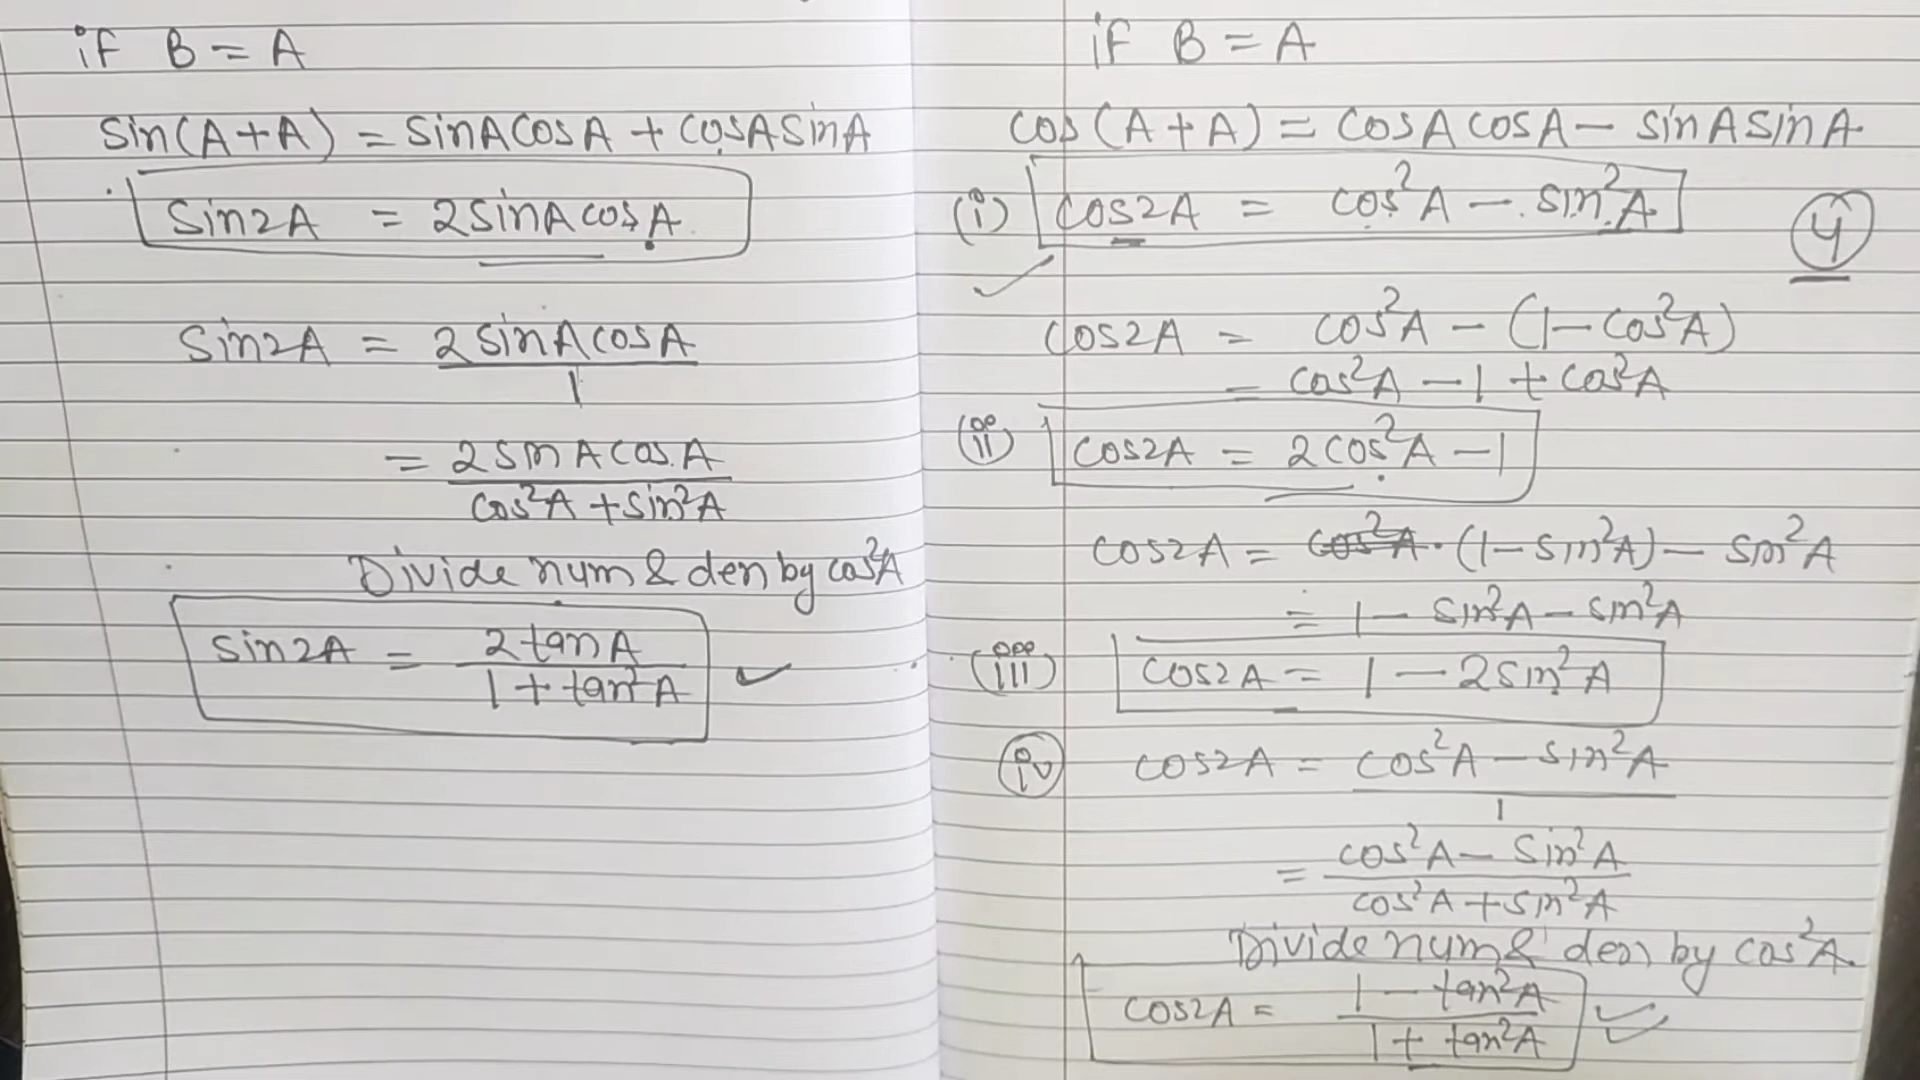 if B = A
Sin(A+A) = SinA CosA + CosA SinA
Sin2A = 2SinA cosA
Sin2A = 2SinA cosA
1
= 2SinA cosA
Cos²A + Sin²A
Divide num & den by cos²A
Sin2A = 2tanA
1 + tan²A
if B = A
cos(A+A) = cosA cosA − sinA sinA
(i) cos2A = cos²A − sin²A
4
cos2A = cos²A − (1 − cos²A)
= cos²A − 1 + cos²A
(ii) cos2A = 2cos²A − 1
cos2A = cos²A. (1 − sin²A) − sin²A
= 1 − sin²A − sin²A
(iii) cos2A = 1 − 2sin²A
(iv) cos2A = cos²A − sin²A
1
= cos²A − Sin²A
cos²A + sin²A
Divide num & den by cos²A.
cos2A = 1 − tan²A
1 + tan²A